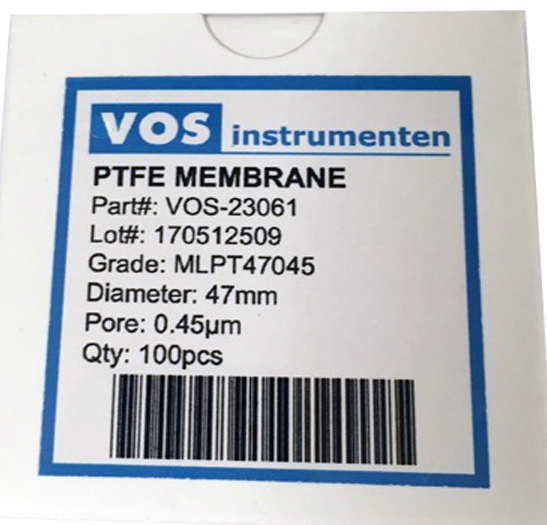 VOS instrumenten
PTFE MEMBRANE
Part#: VOS-23061
Lot#: 170512509
Grade: MLPT47045
Diameter: 47mm
Pore: 0.45µm
Qty: 100pcs